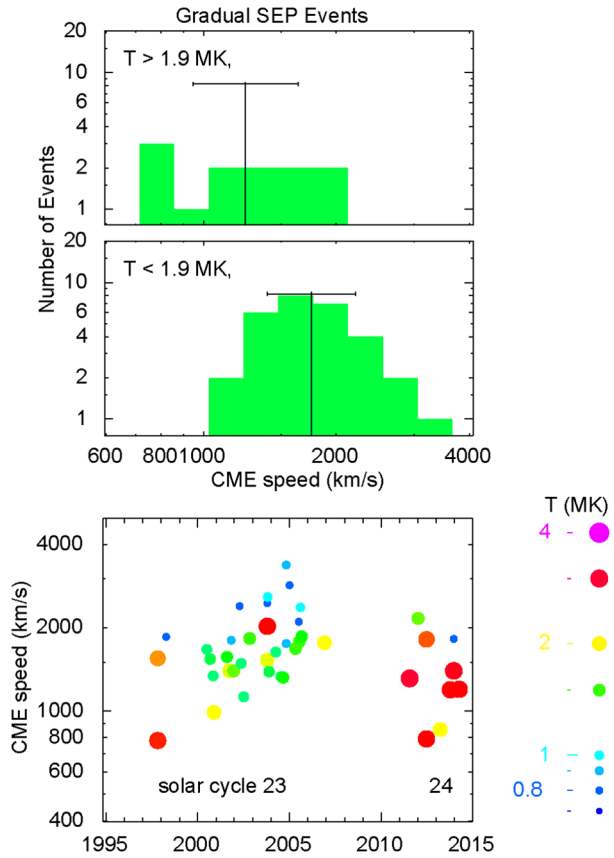 Gradual SEP Events
20
T > 1.9 MK,
10
6
4
2
1
Number of Events
20
T < 1.9 MK,
10
6
4
2
1
600 800 1000 2000 4000
CME speed (km/s)
T (MK)
4
2
1
0.8
4000
2000
1000
800
600
400
CME speed (km/s)
solar cycle 23 24
1995 2000 2005 2010 2015